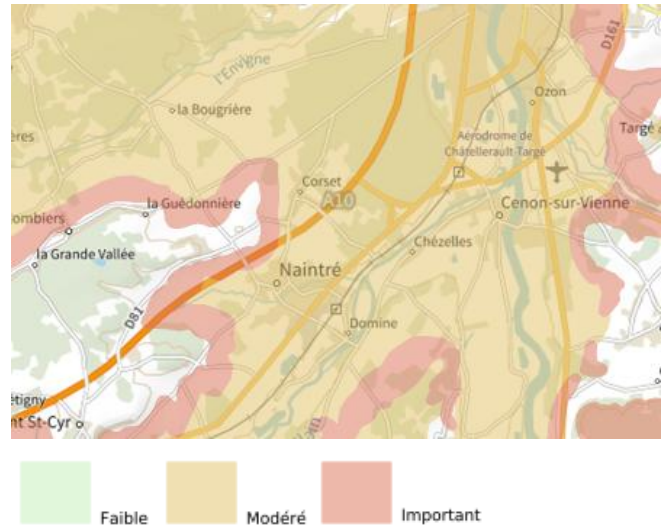 D161
l'Envigne
Ozon
la Bougrière
ères
Targé
Aérodrome de
Châtellerault-Targé
Corset
A10
la Guédonnière
Cenon-sur-Vienne
ombiers
Chézelles
la Grande Vallée
Naintré
D81
Domine
étigny
nt St-Cyr
Faible Modéré Important